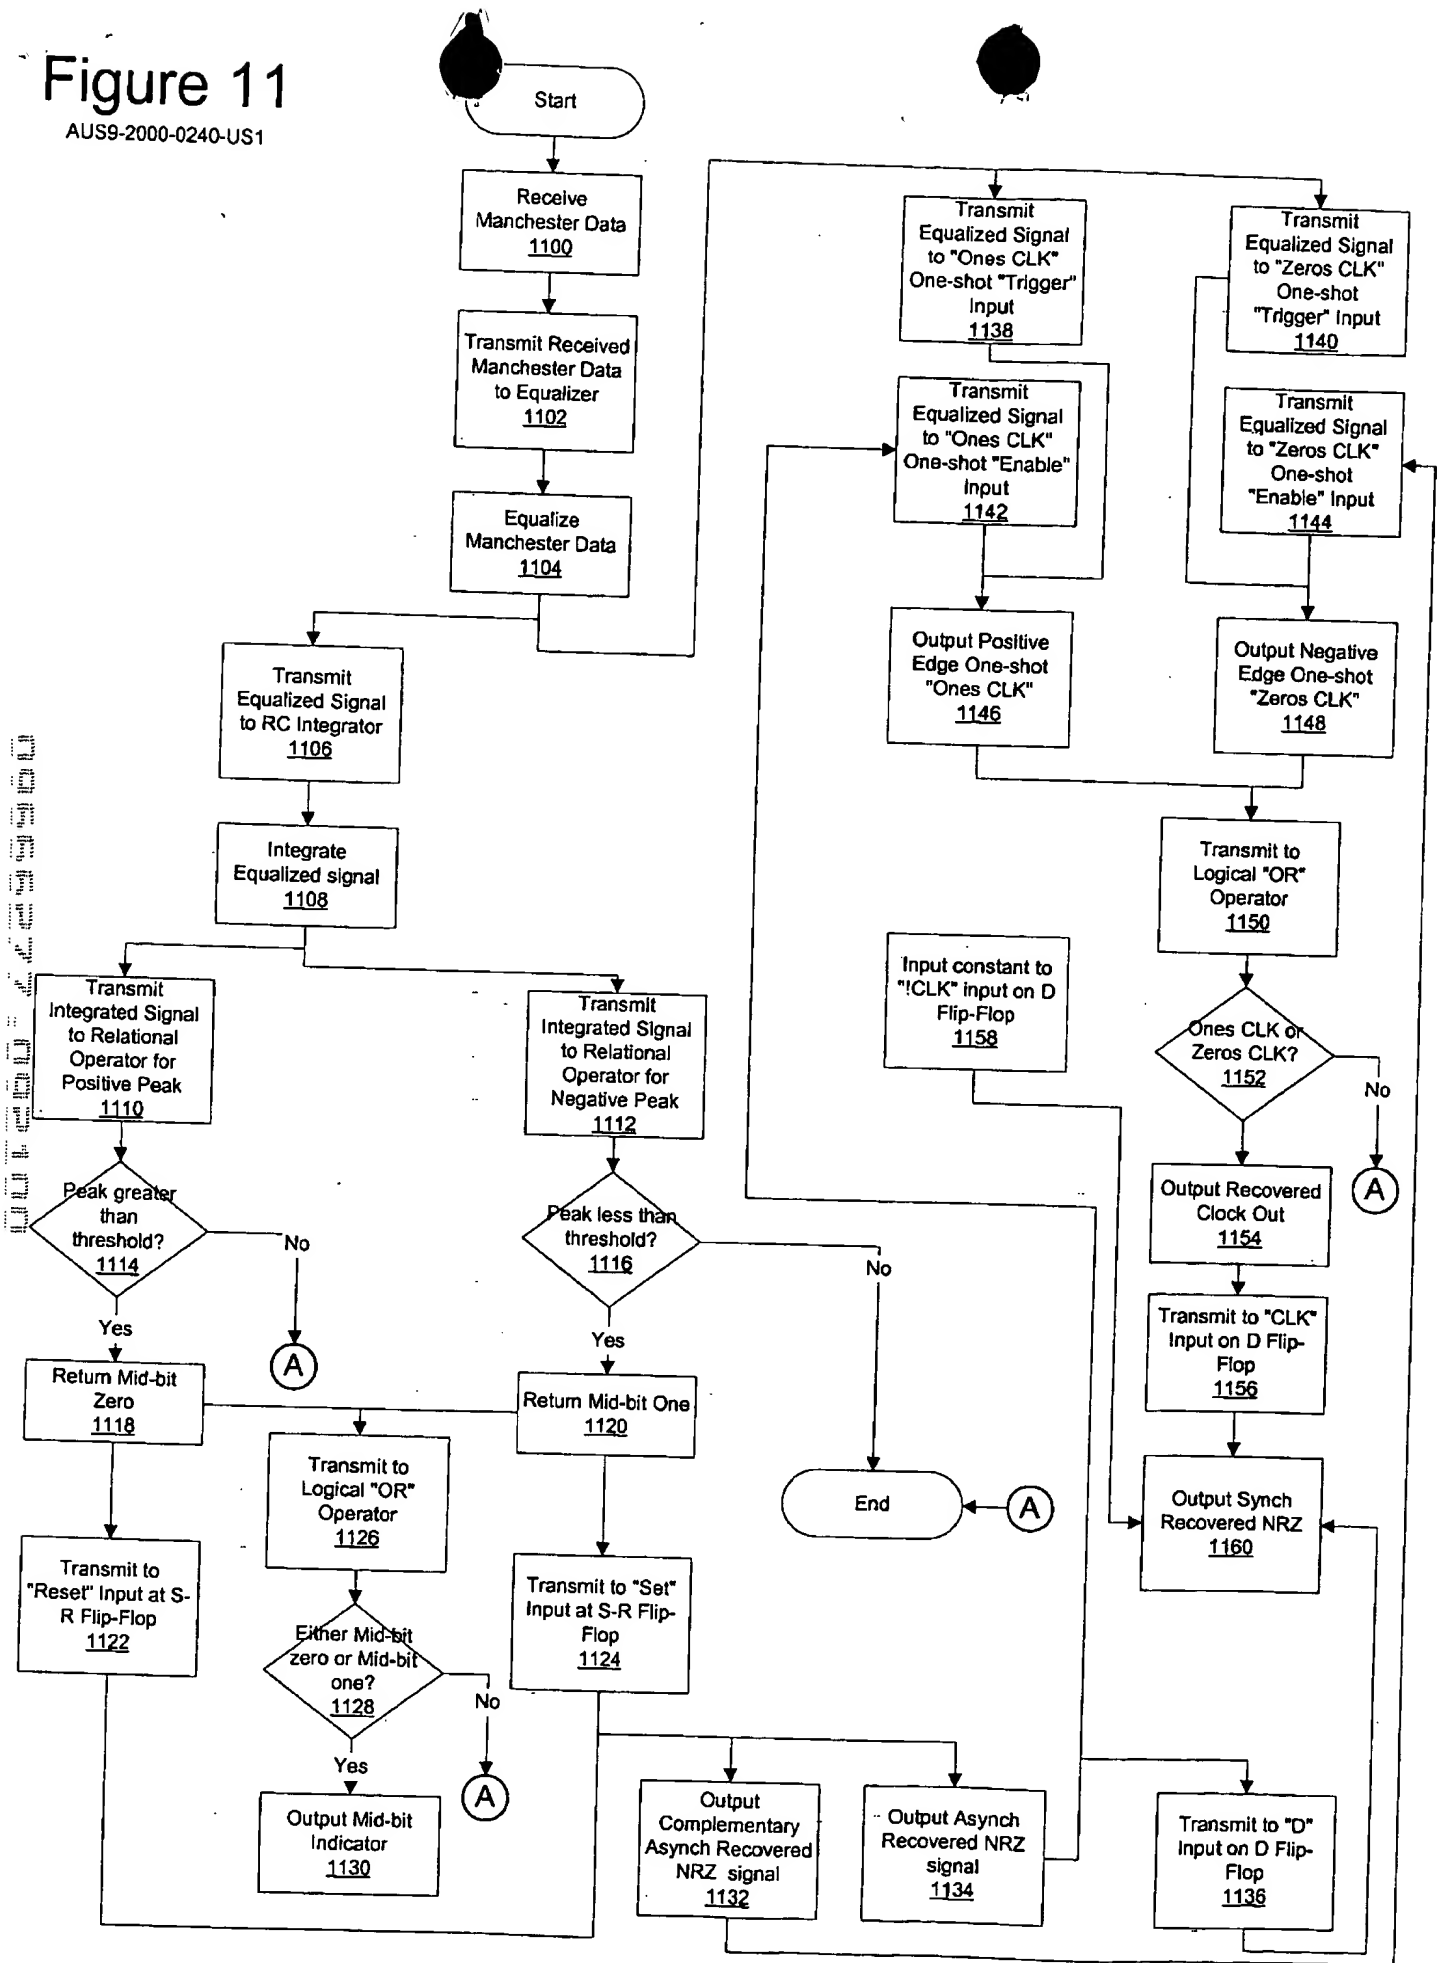 Figure 11
AUS9-2000-0240-US1
Start
Receive
Manchester Data
1100
Transmit Received
Manchester Data
to Equalizer
1102
Equalize
Manchester Data
1104
Transmit
Equalized Signal
to RC Integrator
1106
Integrate
Equalized signal
1108
Transmit
Integrated Signal
to Relational
Operator for
Positive Peak
1110
Transmit
Integrated Signal
to Relational
Operator for
Negative Peak
1112
Peak greater
than
threshold?
1114
No
A
Yes
Peak less than
threshold?
1116
No
Yes
Return Mid-bit
Zero
1118
Return Mid-bit One
1120
Transmit to
"Reset" Input at S-
R Flip-Flop
1122
Transmit to
Logical "OR"
Operator
1126
Transmit to "Set"
Input at S-R Flip-
Flop
1124
Either Mid-bit
zero or Mid-bit
one?
1128
No
A
Yes
Output Mid-bit
Indicator
1130
Output
Complementary
Asynch Recovered
NRZ signal
1132
Output Asynch
Recovered NRZ
signal
1134
Transmit to "D"
Input on D Flip-
Flop
1136
Transmit
Equalized Signal
to "Ones CLK"
One-shot "Trigger"
Input
1138
Transmit
Equalized Signal
to "Zeros CLK"
One-shot
"Trigger" Input
1140
Transmit
Equalized Signal
to "Ones CLK"
One-shot "Enable"
Input
1142
Transmit
Equalized Signal
to "Zeros CLK"
One-shot
"Enable" Input
1144
Output Positive
Edge One-shot
"Ones CLK"
1146
Output Negative
Edge One-shot
"Zeros CLK"
1148
Transmit to
Logical "OR"
Operator
1150
Input constant to
"!CLK" input on D
Flip-Flop
1158
Ones CLK or
Zeros CLK?
1152
No
A
Output Recovered
Clock Out
1154
Transmit to "CLK"
Input on D Flip-
Flop
1156
Output Synch
Recovered NRZ
1160
End
A